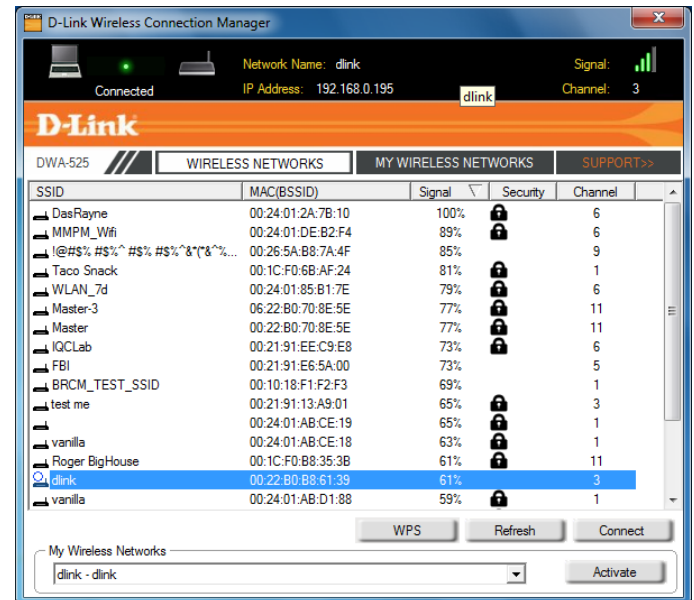 D-Link Wireless Connection Manager
Network Name: dlink Signal:
Connected IP Address: 192.168.0.195 Channel: 3
dlink
D-Link
DWA-525 WIRELESS NETWORKS MY WIRELESS NETWORKS SUPPORT>>
SSID MAC(BSSID) Signal Security Channel
DasRayne 00:24:01:2A:7B:10 100% 6
MMPM_Wifi 00:24:01:DE:B2:F4 89% 6
!@#$% #$%^ #$% #$%^&*(*&^%... 00:26:5A:B8:7A:4F 85% 9
Taco Snack 00:1C:F0:6B:AF:24 81% 1
WLAN_7d 00:24:01:85:B1:7E 79% 6
Master-3 06:22:B0:70:8E:5E 77% 11
Master 00:22:B0:70:8E:5E 77% 11
IQCLab 00:21:91:EE:C9:E8 73% 6
FBI 00:21:91:E6:5A:00 73% 5
BRCM_TEST_SSID 00:10:18:F1:F2:F3 69% 1
test me 00:21:91:13:A9:01 65% 3
00:24:01:AB:CE:19 65% 1
vanilla 00:24:01:AB:CE:18 63% 1
Roger BigHouse 00:1C:F0:B8:35:3B 61% 11
dlink 00:22:B0:B8:61:39 61% 3
vanilla 00:24:01:AB:D1:88 59% 1
WPS Refresh Connect
My Wireless Networks
dlink - dlink Activate